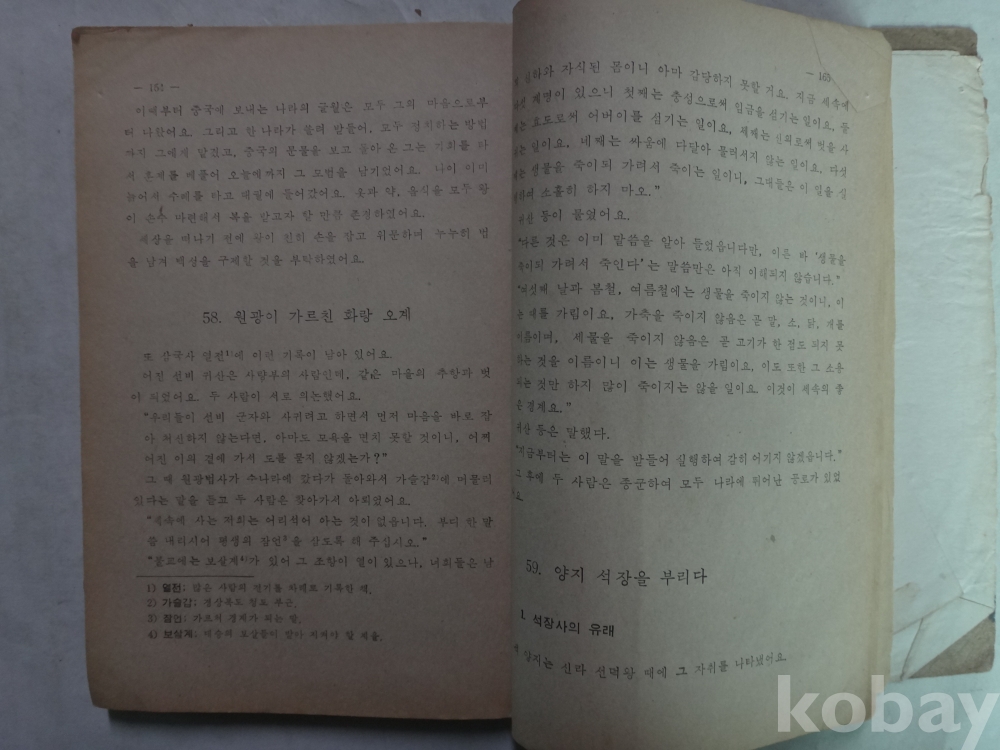 — 152 —
이때부터 중국에 보내는 나라의 글월은 모두 그의 마음으로부
터 나왔어요. 그리고 한 나라가 쏠려 받들어, 모두 정치하는 방법
까지 그에게 맡겼고, 중국의 문물을 보고 돌아 온 그는 기회를 따
서 훈계를 베풀어 오늘에까지 그 모범을 남기었어요. 나이 이미
늙어서 수레를 타고 대궐에 들어갔어요. 옷과 약, 음식을 모두 왕
이 손수 마련해서 복을 받고자 할 만큼 존경하였어요.
세상을 떠나기 전에 왕이 친히 손을 잡고 위문하며 누누히 법
을 남겨 백성을 구제할 것을 부탁하였어요.
58. 원광이 가르친 화랑 오계
또 삼국사 열전1)에 이런 기록이 남아 있어요.
어진 선비 귀산은 사량부의 사람인데, 같은 마을의 추항과 벗
이 되었어요. 두 사람이 서로 의논했어요.
"우리들이 선비 군자와 사귀려고 하면서 먼저 마음을 바로 잡
아 처신하지 않는다면, 아마도 모욕을 면치 못할 것이니, 어찌
어진 이의 곁에 가서 도를 묻지 않겠는가?"
그 때 원광법사가 수나라에 갔다가 돌아와서 가슬갑2)에 머물러
있다는 말을 듣고 두 사람은 찾아가서 아뢰었어요.
"세속에 사는 저희는 어리석어 아는 것이 없읍니다. 부디 한 말
씀 내리시어 평생의 잠언3)을 삼도록 해 주십시오."
"불교에는 보살계4)가 있어 그 조항이 열이 있으나, 너희들은 남
1) 열전; 많은 사람의 전기를 차례로 기록한 책.
2) 가슬갑; 경상북도 청도 부근.
3) 잠언; 가르쳐 경계가 되는 말.
4) 보살계; 대승의 보살들이 받아 지켜야 할 계율.
— 163 —
신하와 자식된 몸이니 아마 감당하지 못할 거요. 지금 세속에
다섯 계명이 있으니 첫째는 충성으로써 임금을 섬기는 일이요, 둘
째는 효도로써 어버이를 섬기는 일이요, 세째는 신의로써 벗을 사
는 일이요, 네째는 싸움에 다달아 물러서지 않는 일이요, 다섯
는 생물을 죽이되 가려서 죽이는 일이니, 그대들은 이 일을 실
하여 소홀히 하지 마오."
귀산 등이 물었어요.
"다른 것은 이미 말씀을 알아 들었읍니다만, 이른 바 '생물을
죽이되 가려서 죽인다'는 말씀만은 아직 이해되지 않습니다."
"여섯째 날과 봄철, 여름철에는 생물을 죽이지 않는 것이니, 이
는 때를 가림이요, 가축을 죽이지 않음은 곧 말, 소, 닭, 개를
이름이며, 세물을 죽이지 않음은 곧 고기가 한 점도 되지 못
하는 것을 이름이니 이는 생물을 가림이요, 이도 또한 그 소용
되는 것만 하지 많이 죽이지는 않을 일이요. 이것이 세속의 좋
은 경계요."
귀산 등은 말했다.
"지금부터는 이 말을 받들어 실행하여 감히 어기지 않겠읍니다."
그 후에 두 사람은 종군하여 모두 나라에 뛰어난 공로가 있었
요.
59. 양지 석장을 부리다
1. 석장사의 유래
양지는 신라 선덕왕 때에 그 자취를 나타냈어요
kobay